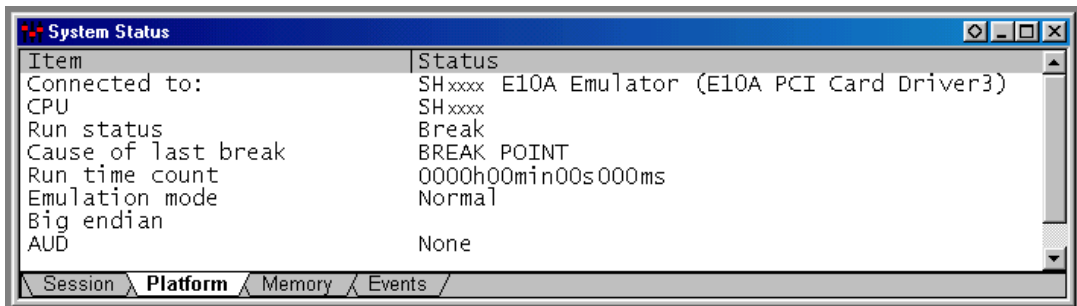 System Status
Item Status
Connected to: SHxxxx E10A Emulator (E10A PCI Card Driver3)
CPU SHxxxx
Run status Break
Cause of last break BREAK POINT
Run time count 0000h00min00s000ms
Emulation mode Normal
Big endian
AUD None
Session Platform Memory Events